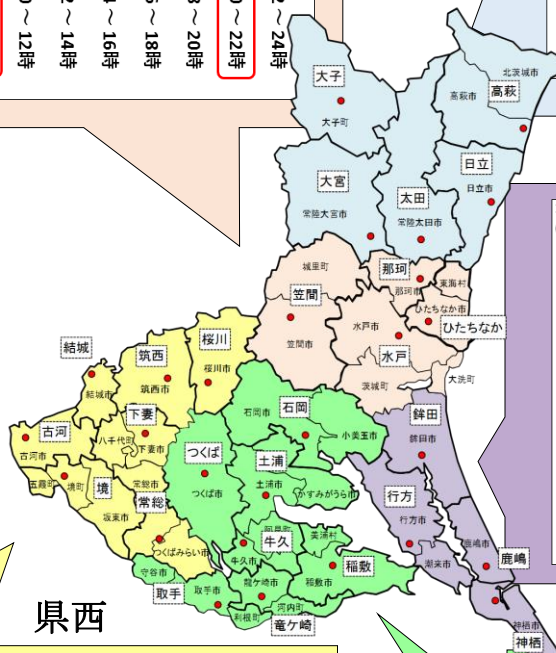 2～24時
0～22時
8～20時
6～18時
4～16時
2～14時
0～12時
大子
大子町
北茨城市
高萩市
高萩
日立
日立市
大宮
常陸大宮市
太田
常陸太田市
城里町
那珂
那珂市
東海村
笠間
笠間市
ひたちなか市
ひたちなか
水戸市
水戸
茨城町
大洗町
結城
結城市
筑西
筑西市
桜川
桜川市
古河
古河市
下妻
下妻市
八千代町
五霞町
境町
境
坂東市
常総市
常総
つくばみらい市
つくば
つくば市
石岡市
石岡
小美玉市
土浦
土浦市
かすみがうら市
鉾田
鉾田市
行方
行方市
潮来市
鹿嶋市
鹿嶋
神栖市
神栖
牛久
牛久市
美浦村
稲敷
稲敷市
守谷市
取手
取手市
龍ケ崎市
竜ケ崎
利根町
河内町
県西